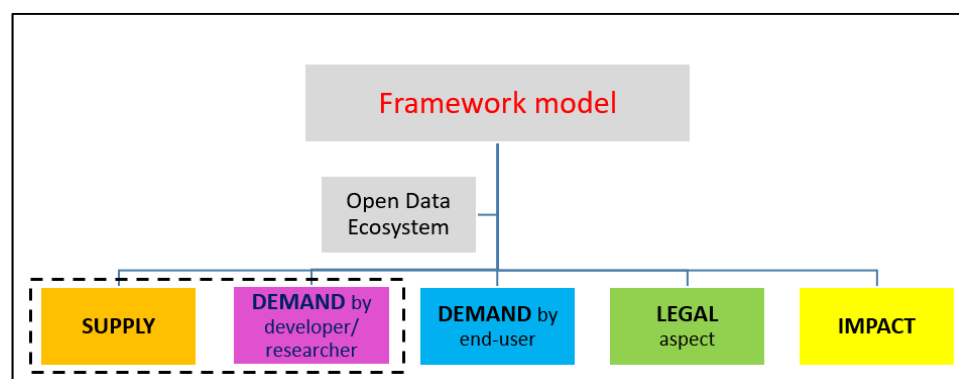 Framework model
Open Data
Ecosystem
SUPPLY
DEMAND by
developer/
researcher
DEMAND by
end-user
LEGAL
aspect
IMPACT